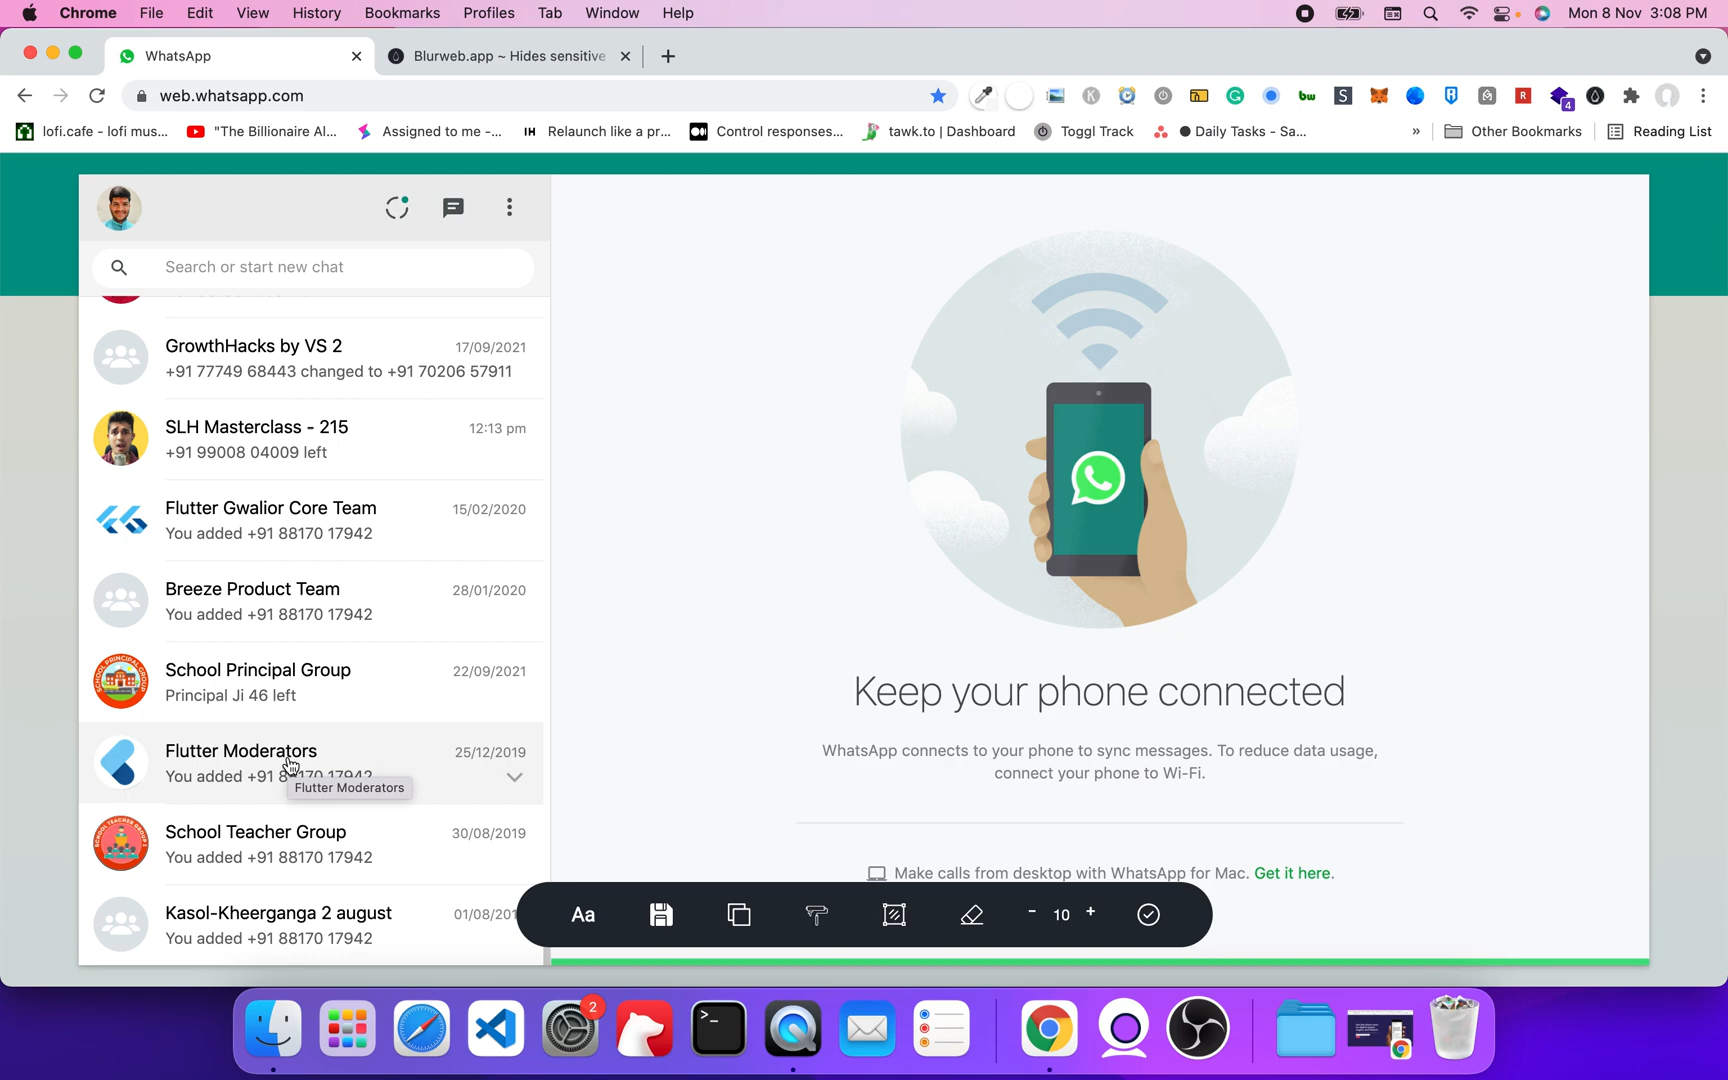 Chrome File Edit View History Bookmarks Profiles Tab Window Help Mon 8 Nov 3:08 PM
WhatsApp Blurweb.app ~ Hides sensitive
web.whatsapp.com
lofi.cafe - lofi mus... "The Billionaire Al... Assigned to me -... IH Relaunch like a pr... Control responses... tawk.to | Dashboard Toggl Track Daily Tasks - Sa... » Other Bookmarks Reading List
Search or start new chat
GrowthHacks by VS 2 17/09/2021
+91 77749 68443 changed to +91 70206 57911
SLH Masterclass - 215 12:13 pm
+91 99008 04009 left
Flutter Gwalior Core Team 15/02/2020
You added +91 88170 17942
Breeze Product Team 28/01/2020
You added +91 88170 17942
School Principal Group 22/09/2021
Principal Ji 46 left
Flutter Moderators 25/12/2019
You added +91 88170 17942
Flutter Moderators
School Teacher Group 30/08/2019
You added +91 88170 17942
Kasol-Kheerganga 2 august 01/08/201
You added +91 88170 17942
Keep your phone connected
WhatsApp connects to your phone to sync messages. To reduce data usage,
connect your phone to Wi-Fi.
Make calls from desktop with WhatsApp for Mac. Get it here.
Aa - 10 +
2